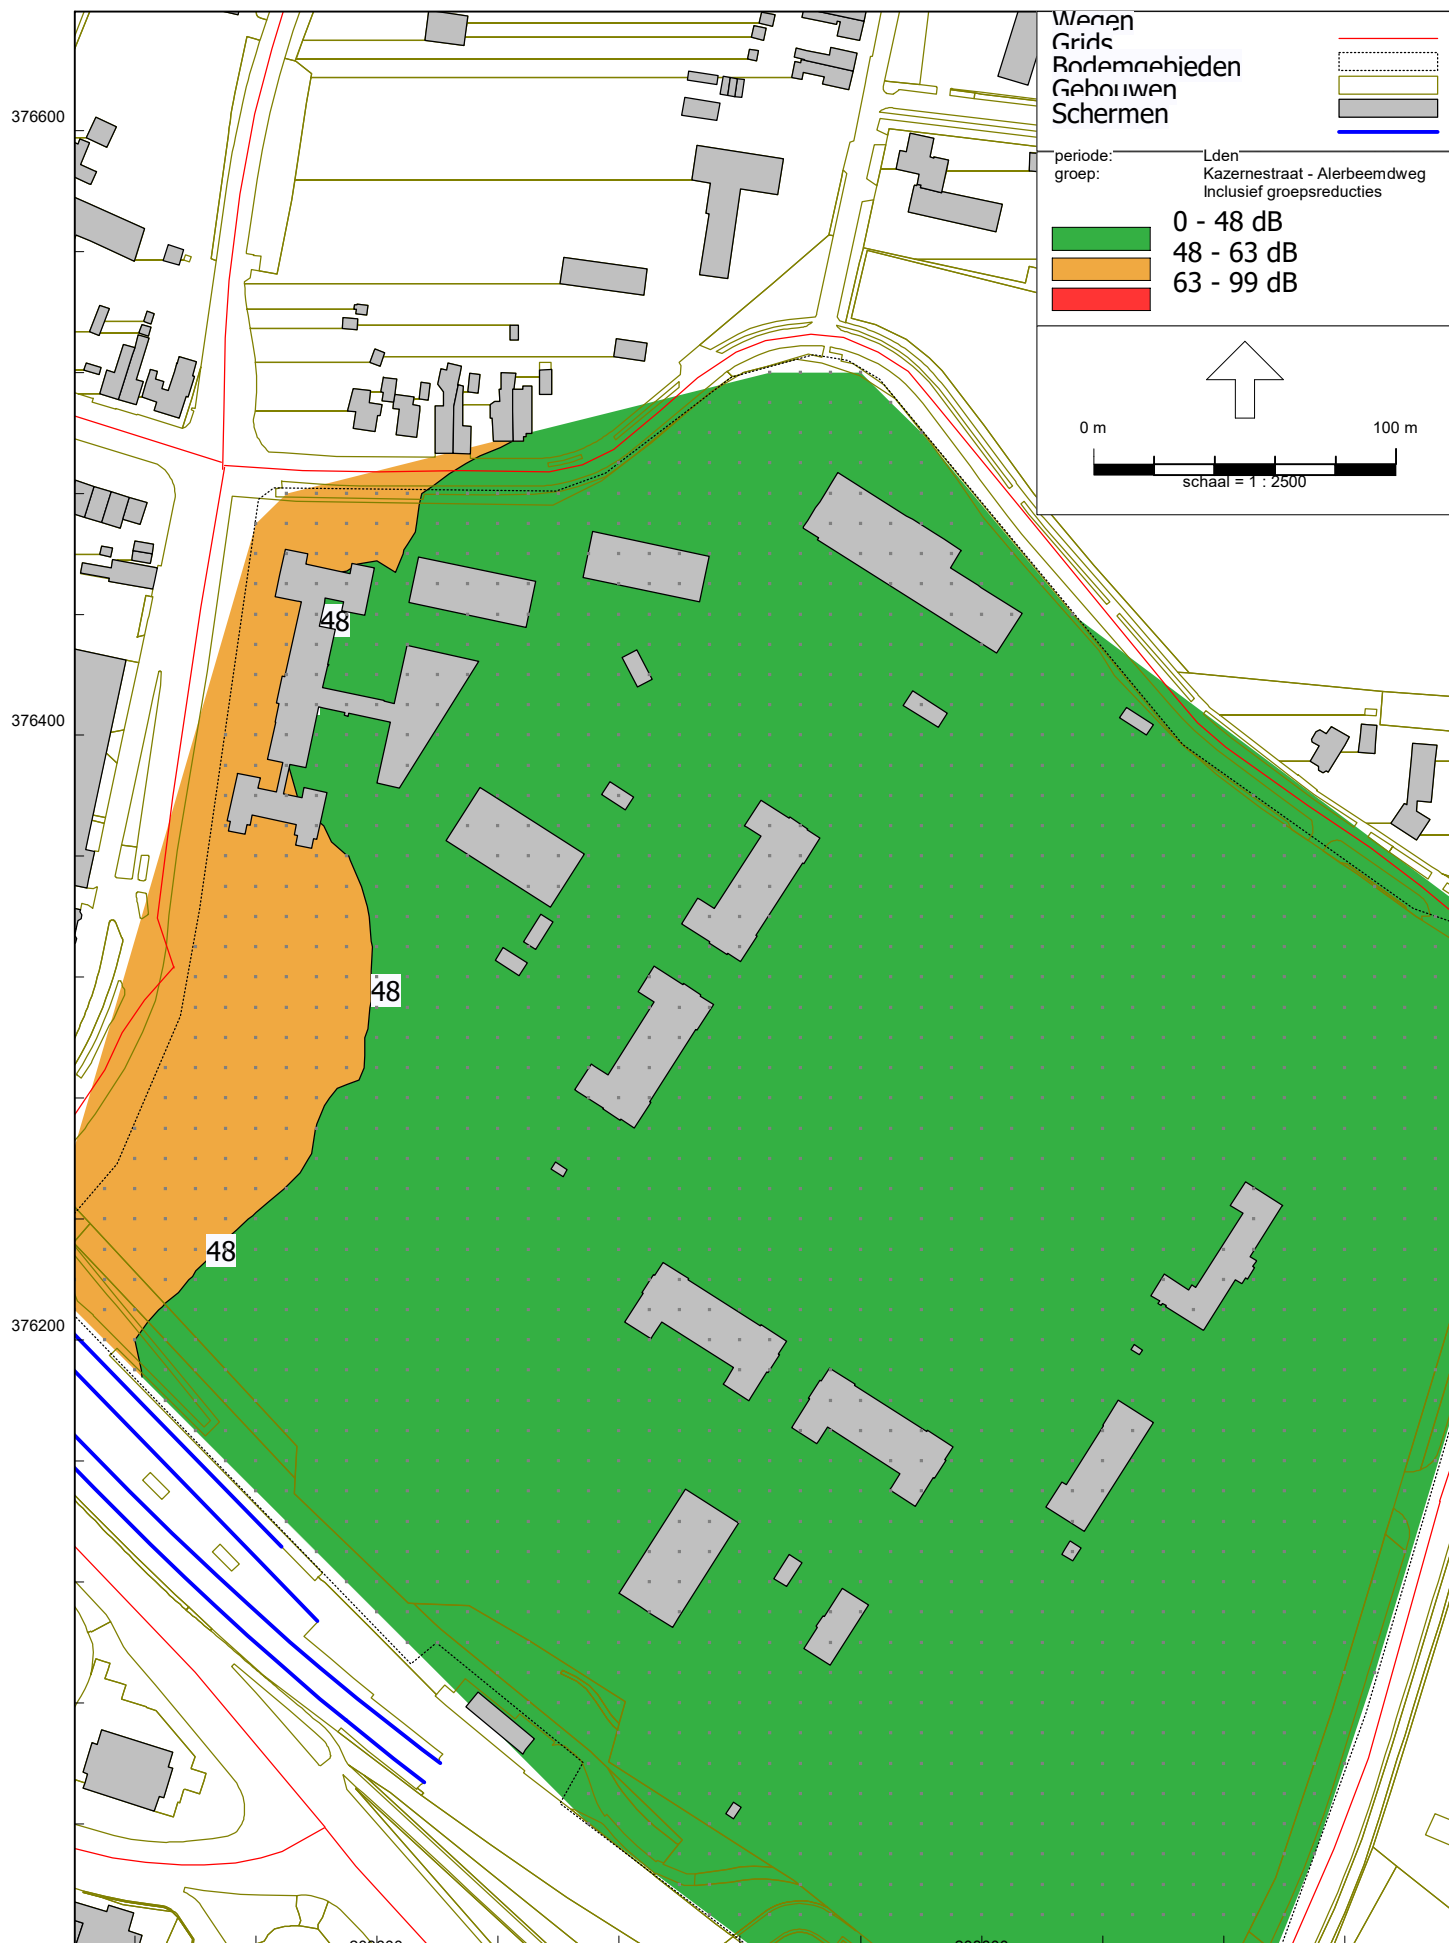 Wegen
Grids
Bodemgebieden
Gebouwen
Schermen
periode: Lden
groep: Kazernestraat - Alerbeemdweg
Inclusief groepsreducties
0 - 48 dB
48 - 63 dB
63 - 99 dB
0 m 100 m
schaal = 1 : 2500
376600
376400
376200
48
48
48